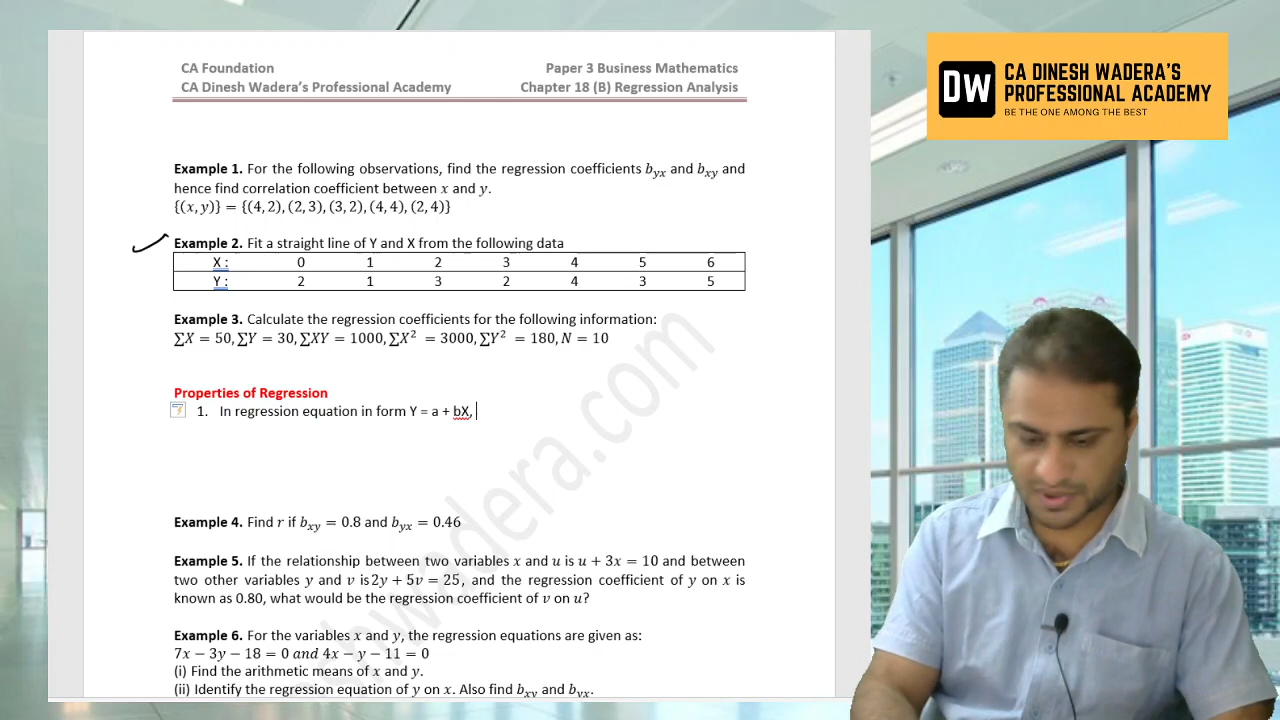 CA Foundation
Paper 3 Business Mathematics
CA Dinesh Wadera's Professional Academy
Chapter 18 (B) Regression Analysis
DW
CA DINESH WADERA'S
PROFESSIONAL ACADEMY
BE THE ONE AMONG THE BEST
Example 1. For the following observations, find the regression coefficients b_yx and b_xy and
hence find correlation coefficient between x and y.
{(x, y)} = {(4, 2), (2, 3), (3, 2), (4, 4), (2, 4)}
Example 2. Fit a straight line of Y and X from the following data
X : 0 1 2 3 4 5 6
Y : 2 1 3 2 4 3 5
Example 3. Calculate the regression coefficients for the following information:
∑X = 50, ∑Y = 30, ∑XY = 1000, ∑X² = 3000, ∑Y² = 180, N = 10
Properties of Regression
1. In regression equation in form Y = a + bX,
Example 4. Find r if b_xy = 0.8 and b_yx = 0.46
Example 5. If the relationship between two variables x and u is u + 3x = 10 and between
two other variables y and v is 2y + 5v = 25, and the regression coefficient of y on x is
known as 0.80, what would be the regression coefficient of v on u?
Example 6. For the variables x and y, the regression equations are given as:
7x − 3y − 18 = 0 and 4x − y − 11 = 0
(i) Find the arithmetic means of x and y.
(ii) Identify the regression equation of y on x. Also find b_xy and b_yx.
shwadera.com